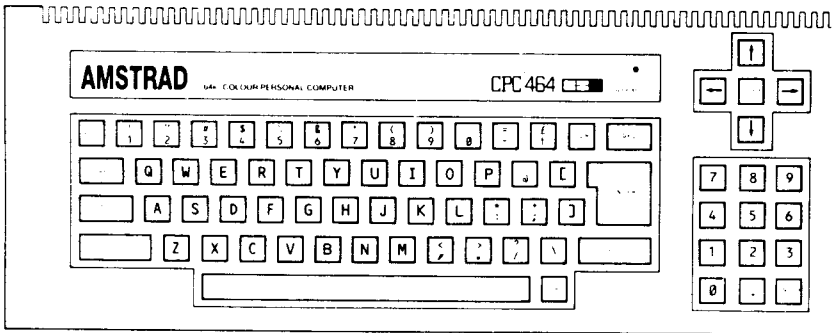 AMSTRAD 64K COLOUR PERSONAL COMPUTER CPC 464
1 2 # 3 $ 4 5 & 6 ' 7 ( 8 ) 9 0 = - £ ↑
Q W E R T Y U I O P [
A S D F G H J K L * : + ; ]
Z X C V B N M < , > . ? / \
↑
← →
↓
7 8 9
4 5 6
1 2 3
0 .